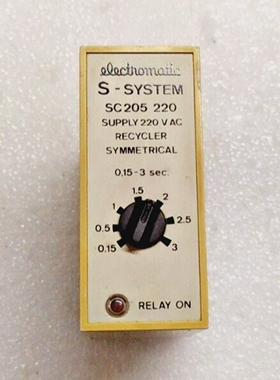 electromatic
S - SYSTEM
SC205 220
SUPPLY 220 V AC
RECYCLER
SYMMETRICAL
0,15-3 sec.
1.5
1 2
0.5 2.5
0.15 3
RELAY ON